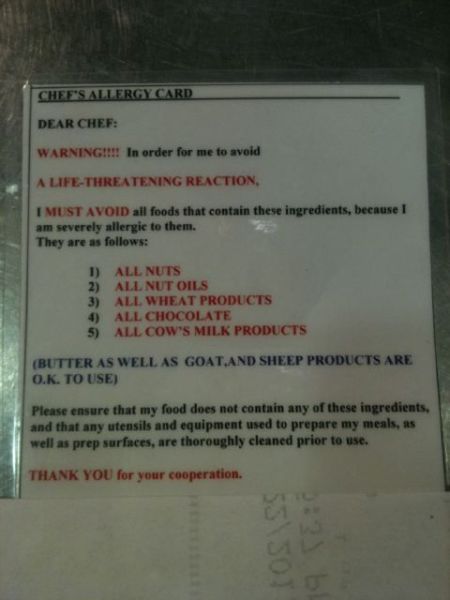 CHEF'S ALLERGY CARD
DEAR CHEF:
WARNING!!!! In order for me to avoid
A LIFE-THREATENING REACTION,
I MUST AVOID all foods that contain these ingredients, because I
am severely allergic to them.
They are as follows:
1) ALL NUTS
2) ALL NUT OILS
3) ALL WHEAT PRODUCTS
4) ALL CHOCOLATE
5) ALL COW'S MILK PRODUCTS
(BUTTER AS WELL AS GOAT,AND SHEEP PRODUCTS ARE
O.K. TO USE)
Please ensure that my food does not contain any of these ingredients,
and that any utensils and equipment used to prepare my meals, as
well as prep surfaces, are thoroughly cleaned prior to use.
THANK YOU for your cooperation.